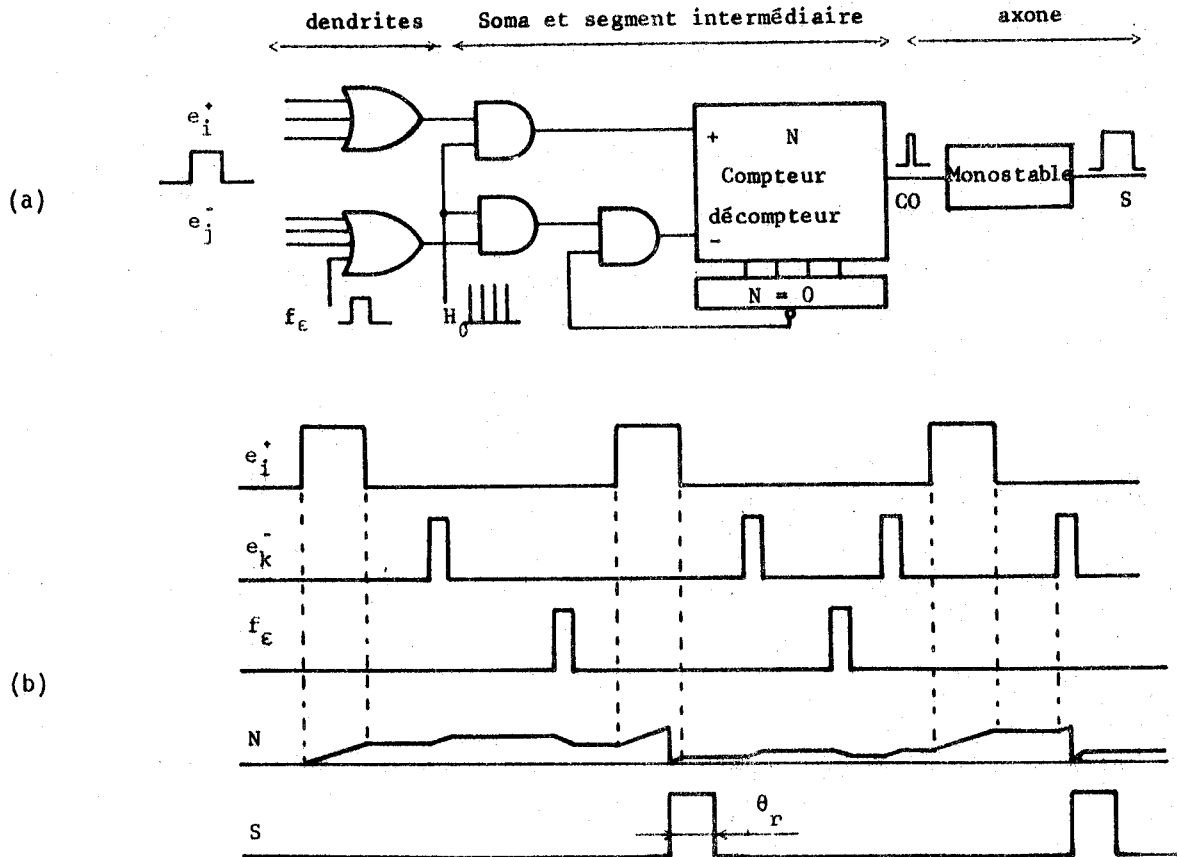 dendrites Soma et segment intermédiaire axone
e_i^+
+ N
(a)
Compteur
Monostable
e_j^-
décompteur
CO
S
-
N = 0
f_ε
H_0
e_i^+
e_k^-
f_ε
(b)
N
θ_r
S